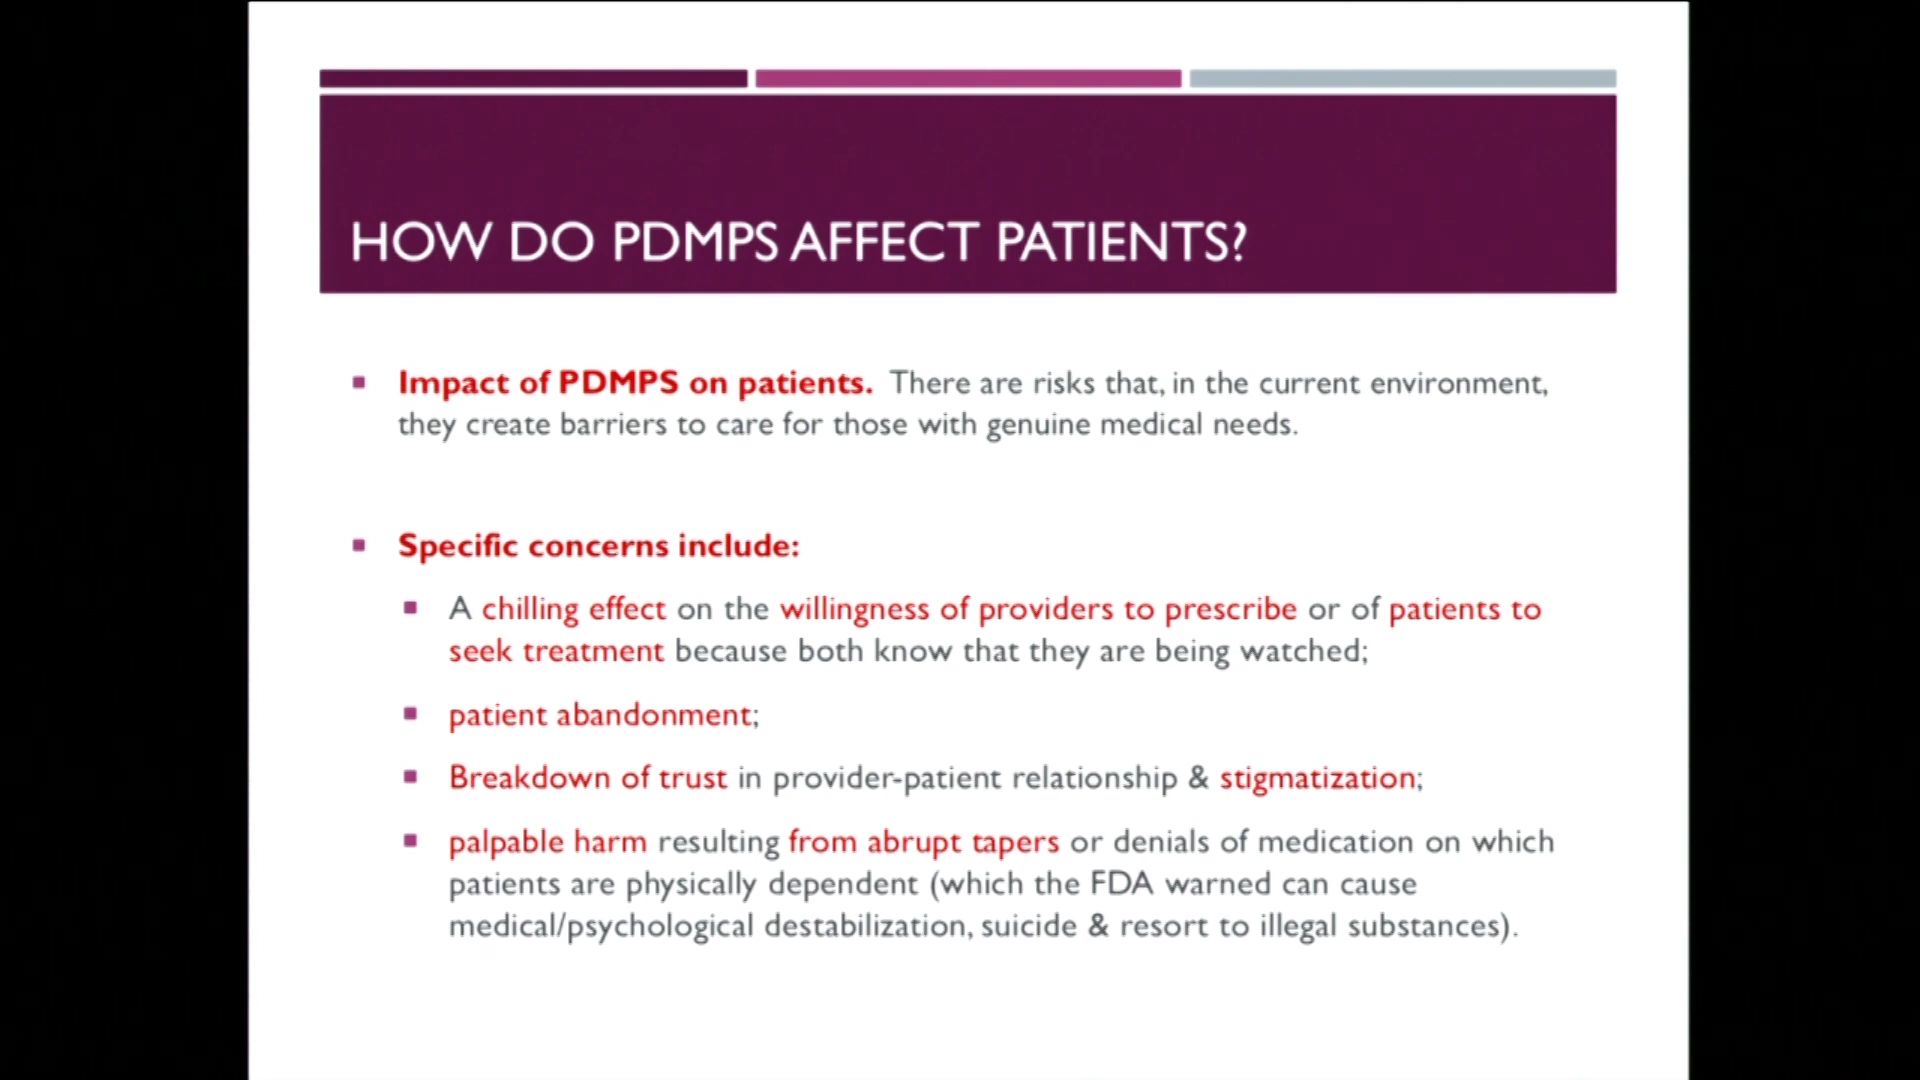 HOW DO PDMPS AFFECT PATIENTS?
Impact of PDMPS on patients. There are risks that, in the current environment,
they create barriers to care for those with genuine medical needs.
Specific concerns include:
A chilling effect on the willingness of providers to prescribe or of patients to
seek treatment because both know that they are being watched;
patient abandonment;
Breakdown of trust in provider-patient relationship & stigmatization;
palpable harm resulting from abrupt tapers or denials of medication on which
patients are physically dependent (which the FDA warned can cause
medical/psychological destabilization, suicide & resort to illegal substances).